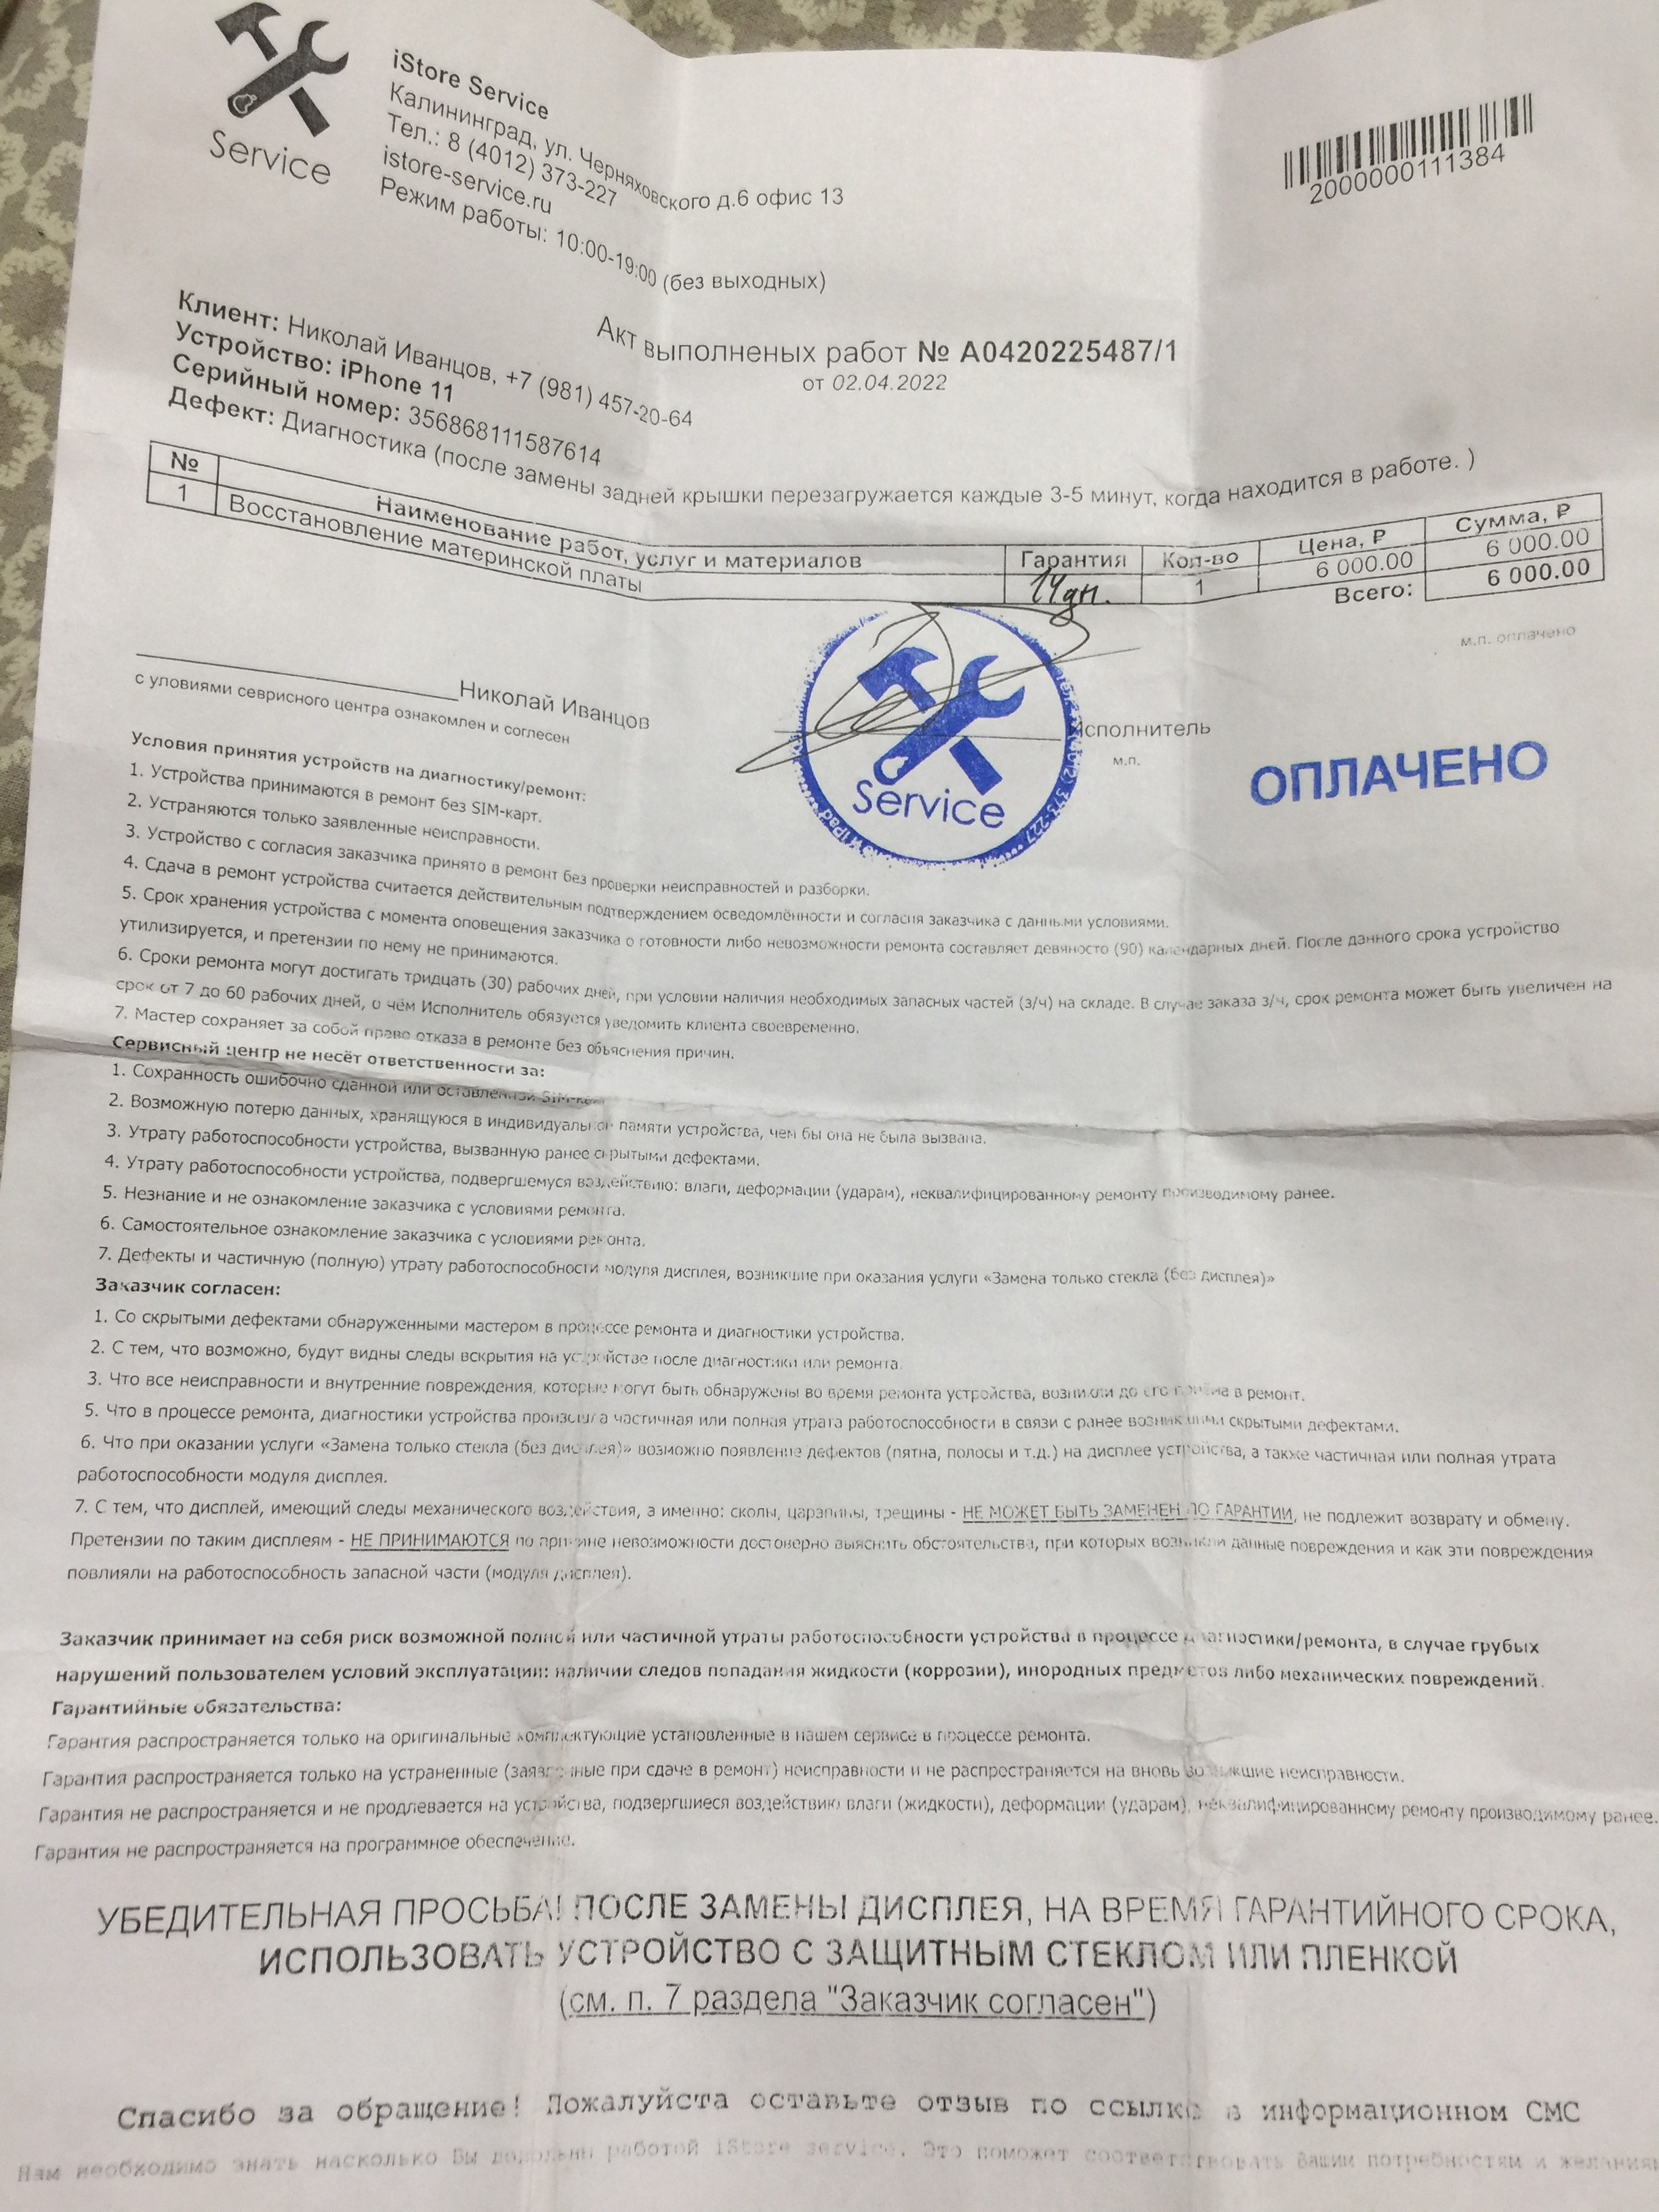 Service
iStore Service
Калининград, ул. Черняховского д.6 офис 13
Тел.: 8 (4012) 373-227
istore-service.ru
Режим работы: 10:00-19:00 (без выходных)
2000000111384
Акт выполненых работ № A0420225487/1
от 02.04.2022
Клиент: Николай Иванцов, +7 (981) 457-20-64
Устройство: iPhone 11
Серийный номер: 356868111587614
Дефект: Диагностика (после замены задней крышки перезагружается каждые 3-5 минут, когда находится в работе. )
№ Наименование работ, услуг и материалов Гарантия Кол-во Цена, ₽ Сумма, ₽
1 Восстановление материнской платы 14дн. 1 6 000.00 6 000.00
Всего: 6 000.00
м.п. оплачено
Николай Иванцов
с уловиями севрисного центра ознакомлен и согласен
Исполнитель
м.п.
Service
373-227
iPad
ОПЛАЧЕНО
Условия принятия устройств на диагностику/ремонт:
1. Устройства принимаются в ремонт без SIM-карт.
2. Устраняются только заявленные неисправности.
3. Устройство с согласия заказчика принято в ремонт без проверки неисправностей и разборки.
4. Сдача в ремонт устройства считается действительным подтверждением осведомлённости и согласия заказчика с данными условиями.
5. Срок хранения устройства с момента оповещения заказчика о готовности либо невозможности ремонта составляет девяносто (90) календарных дней. После данного срока устройство
утилизируется, и претензии по нему не принимаются.
6. Сроки ремонта могут достигать тридцать (30) рабочих дней, при условии наличия необходимых запасных частей (з/ч) на складе. В случае заказа з/ч, срок ремонта может быть увеличен на
срок от 7 до 60 рабочих дней, о чём Исполнитель обязуется уведомить клиента своевременно.
7. Мастер сохраняет за собой право отказа в ремонте без объяснения причин.
Сервисный центр не несёт ответственности за:
1. Сохранность ошибочно сданной или оставленной SIM-карты
2. Возможную потерю данных, хранящуюся в индивидуальной памяти устройства, чем бы она не была вызвана.
3. Утрату работоспособности устройства, вызванную ранее скрытыми дефектами.
4. Утрату работоспособности устройства, подвергшемуся воздействию: влаги, деформации (ударам), неквалифицированному ремонту производимому ранее.
5. Незнание и не ознакомление заказчика с условиями ремонта.
6. Самостоятельное ознакомление заказчика с условиями ремонта.
7. Дефекты и частичную (полную) утрату работоспособности модуля дисплея, возникшие при оказания услуги «Замена только стекла (без дисплея)»
Заказчик согласен:
1. Со скрытыми дефектами обнаруженными мастером в процессе ремонта и диагностики устройства.
2. С тем, что возможно, будут видны следы вскрытия на устройстве после диагностики или ремонта.
3. Что все неисправности и внутренние повреждения, которые могут быть обнаружены во время ремонта устройства, возникли до его приёма в ремонт.
5. Что в процессе ремонта, диагностики устройства произошла частичная или полная утрата работоспособности в связи с ранее возникшими скрытыми дефектами.
6. Что при оказании услуги «Замена только стекла (без дисплея)» возможно появление дефектов (пятна, полосы и т.д.) на дисплее устройства, а также частичная или полная утрата
работоспособности модуля дисплея.
7. С тем, что дисплей, имеющий следы механического воздействия, а именно: сколы, царапины, трещины - НЕ МОЖЕТ БЫТЬ ЗАМЕНЕН ПО ГАРАНТИИ, не подлежит возврату и обмену.
Претензии по таким дисплеям - НЕ ПРИНИМАЮТСЯ по причине невозможности достоверно выяснить обстоятельства, при которых возникли данные повреждения и как эти повреждения
повлияли на работоспособность запасной части (модуля дисплея).
Заказчик принимает на себя риск возможной полной или частичной утраты работоспособности устройства в процессе диагностики/ремонта, в случае грубых
нарушений пользователем условий эксплуатации: наличии следов попадания жидкости (коррозии), инородных предметов либо механических повреждений.
Гарантийные обязательства:
Гарантия распространяется только на оригинальные комплектующие установленные в нашем сервисе в процессе ремонта.
Гарантия распространяется только на устраненные (заявленные при сдаче в ремонт) неисправности и не распространяется на вновь возникшие неисправности.
Гарантия не распространяется и не продлевается на устройства, подвергшиеся воздействию влаги (жидкости), деформации (ударам), неквалифицированному ремонту производимому ранее.
Гарантия не распространяется на программное обеспечение.
УБЕДИТЕЛЬНАЯ ПРОСЬБА! ПОСЛЕ ЗАМЕНЫ ДИСПЛЕЯ, НА ВРЕМЯ ГАРАНТИЙНОГО СРОКА,
ИСПОЛЬЗОВАТЬ УСТРОЙСТВО С ЗАЩИТНЫМ СТЕКЛОМ ИЛИ ПЛЕНКОЙ
(см. п. 7 раздела "Заказчик согласен")
Спасибо за обращение! Пожалуйста оставьте отзыв по ссылке в информационном СМС
Нам необходимо знать насколько Вы довольны работой iStore service. Это поможет соответствовать Вашим потребностям и желаниям